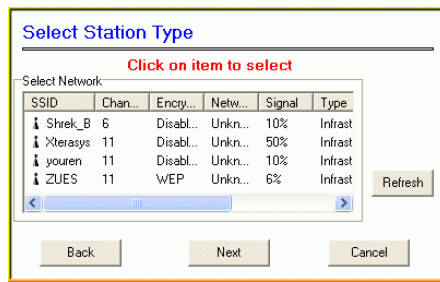 Select Station Type
Click on item to select
Select Network
SSID Chan... Encry... Netw... Signal Type
Shrek_B 6 Disabl... Unkn... 10% Infrast
Xterasys 11 Disabl... Unkn... 50% Infrast
youren 11 Disabl... Unkn... 10% Infrast
ZUES 11 WEP Unkn... 6% Infrast
Refresh
Back Next Cancel